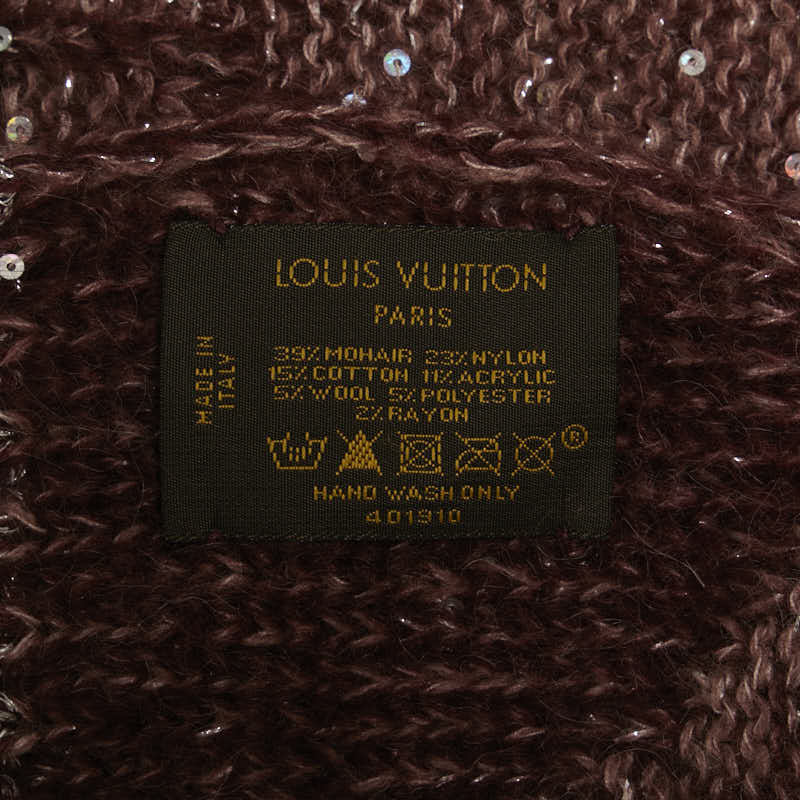 LOUIS VUITTON
PARIS
MADE IN
ITALY
39% MOHAIR 23% NYLON
15% COTTON 11% ACRYLIC
5% WOOL 5% POLYESTER
2% RAYON
®
HAND WASH ONLY
401910